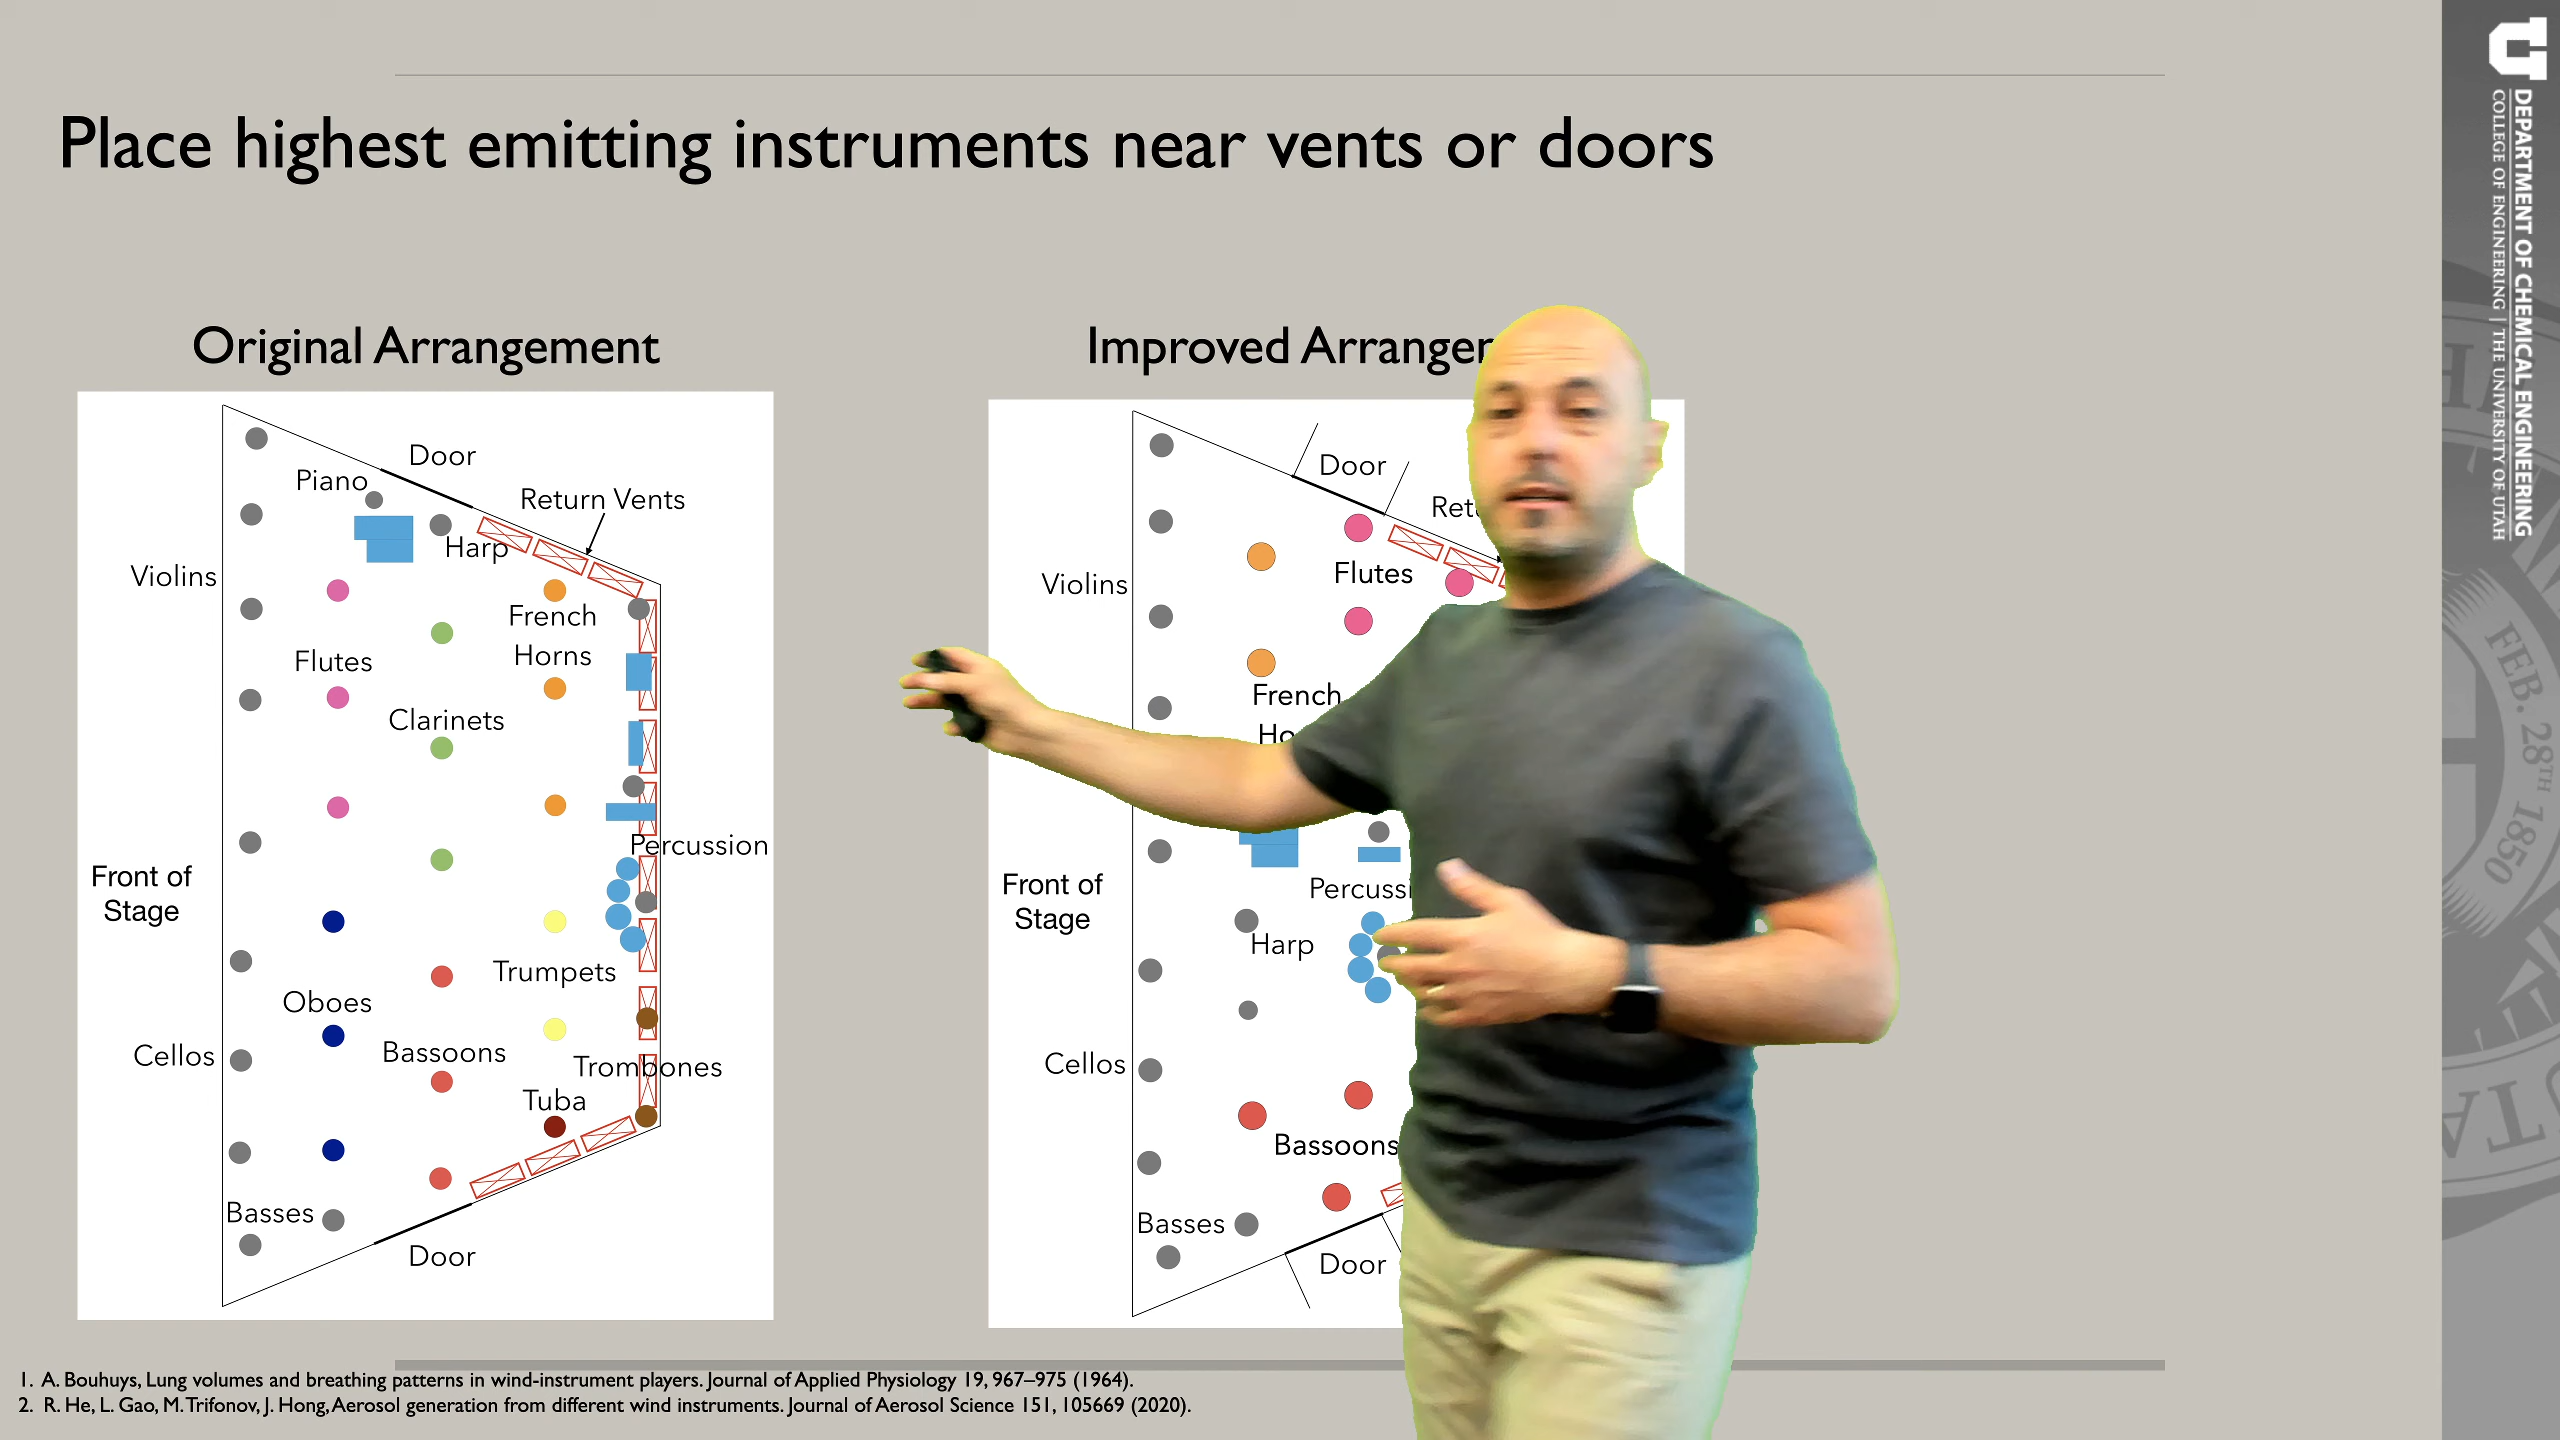 Place highest emitting instruments near vents or doors
Original Arrangement
Door
Piano
Return Vents
Harp
Violins
French
Horns
Flutes
Clarinets
Percussion
Front of
Stage
Trumpets
Oboes
Cellos
Bassoons
Trombones
Tuba
Basses
Door
Improved Arranger
Door
Ret
Flutes
Violins
French
Ho
Front of
Stage
Percussi
Harp
Cellos
Bassoons
Basses
Door
1. A. Bouhuys, Lung volumes and breathing patterns in wind-instrument players. Journal of Applied Physiology 19, 967–975 (1964).
2. R. He, L. Gao, M. Trifonov, J. Hong, Aerosol generation from different wind instruments. Journal of Aerosol Science 151, 105669 (2020).
DEPARTMENT OF CHEMICAL ENGINEERING
COLLEGE OF ENGINEERING | THE UNIVERSITY OF UTAH
FEB. 28TH 1850